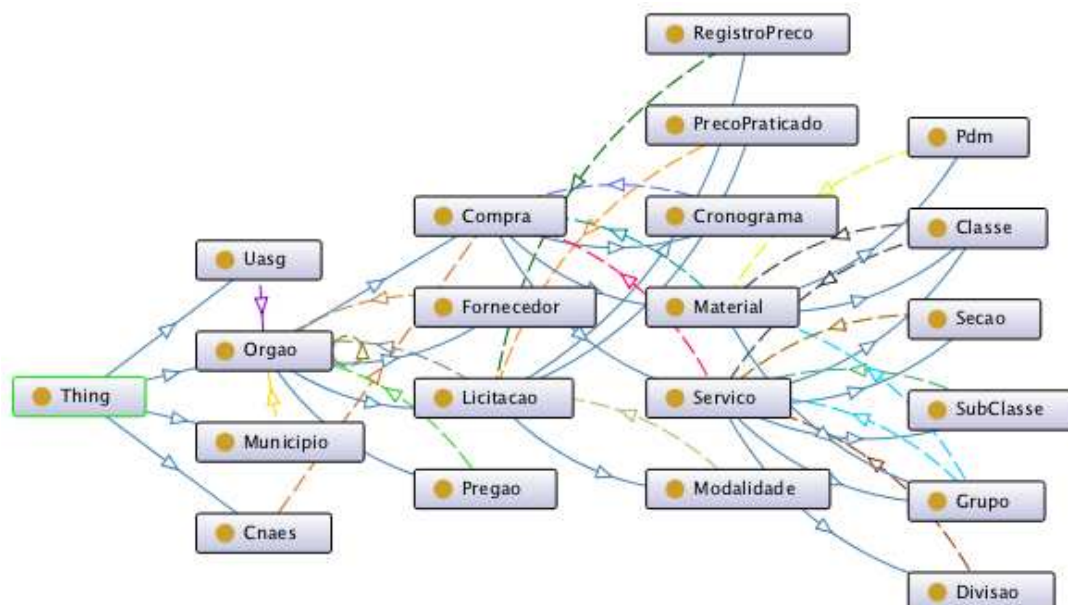 RegistroPreco
PrecoPraticado
Pdm
Compra
Cronograma
Classe
Uasg
Fornecedor
Material
Secao
Orgao
Thing
Licitacao
Servico
SubClasse
Municipio
Pregao
Modalidade
Grupo
Cnaes
Divisao